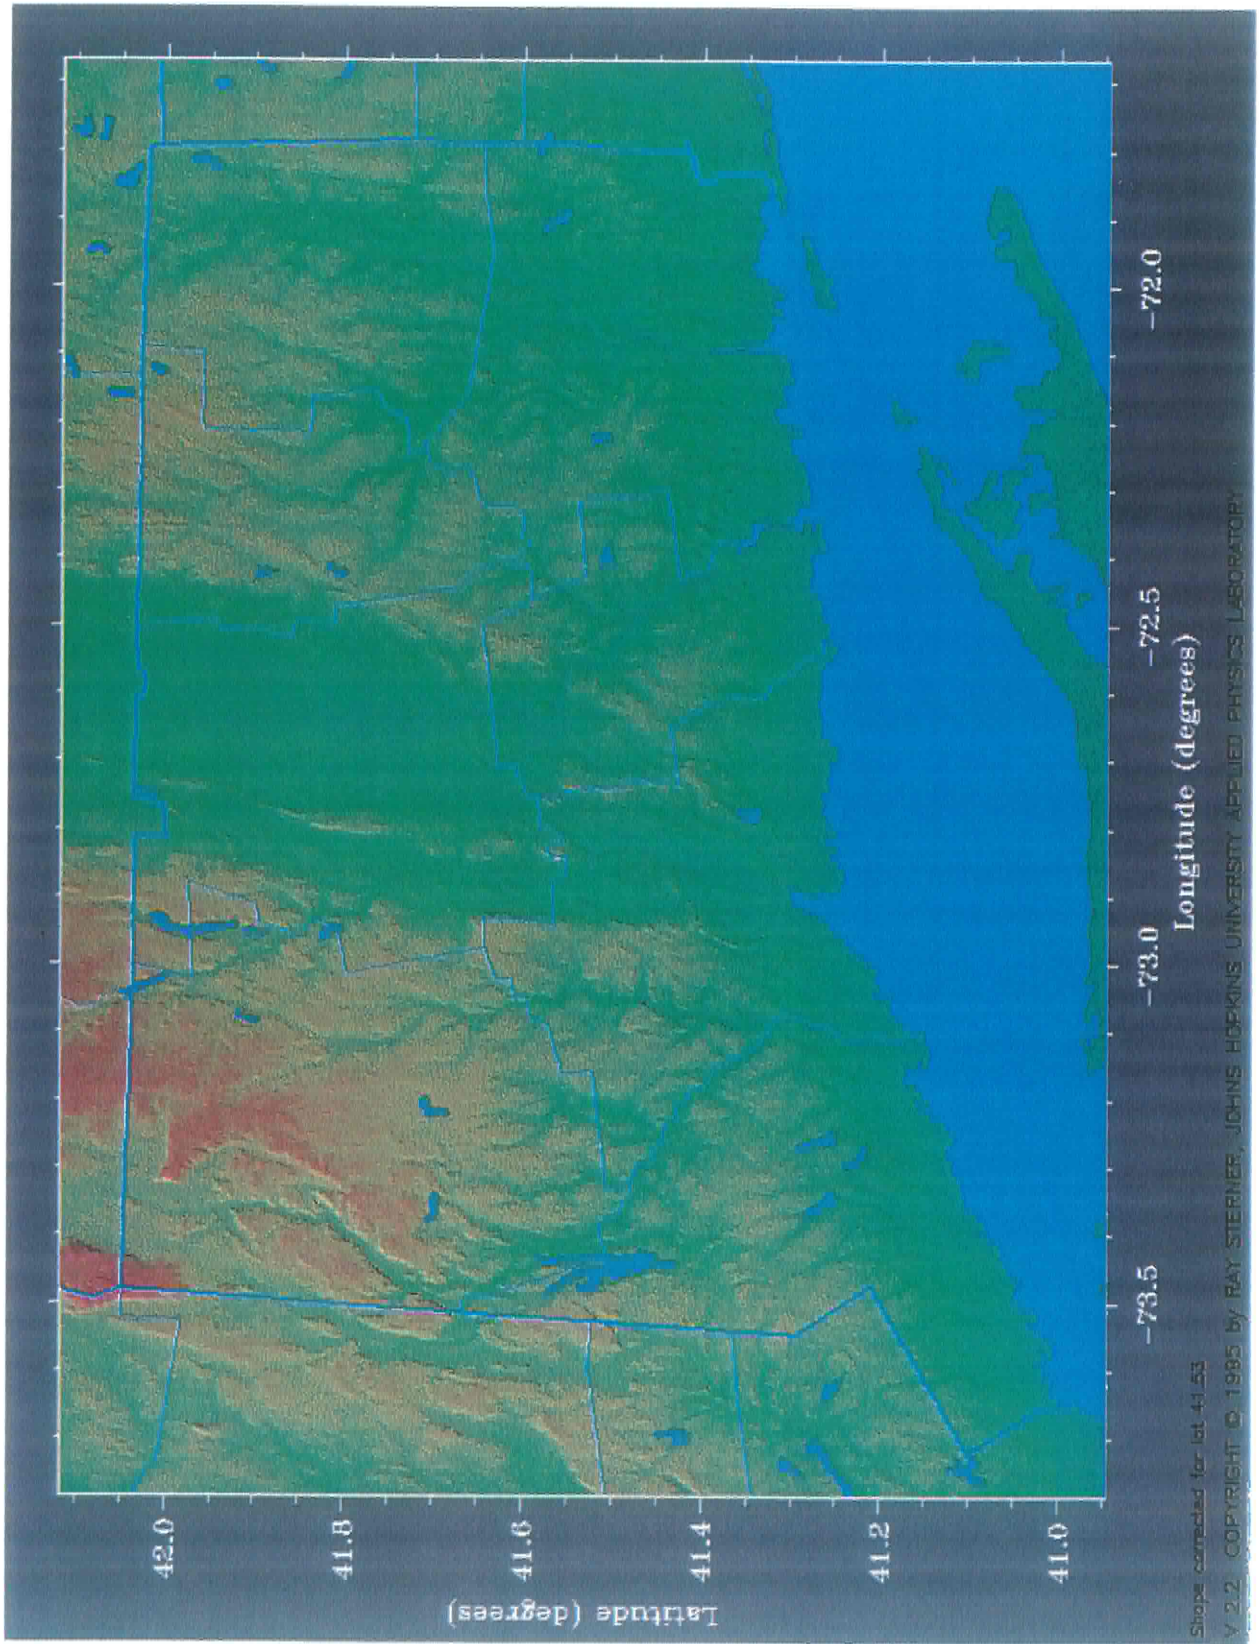 Latitude (degrees)
42.0
41.8
41.6
41.4
41.2
41.0
-73.5
-73.0
-72.5
-72.0
Longitude (degrees)
Shape corrected for lat 41.53
V 2.2 COPYRIGHT © 1995 by RAY STERNER, JOHNS HOPKINS UNIVERSITY APPLIED PHYSICS LABORATORY